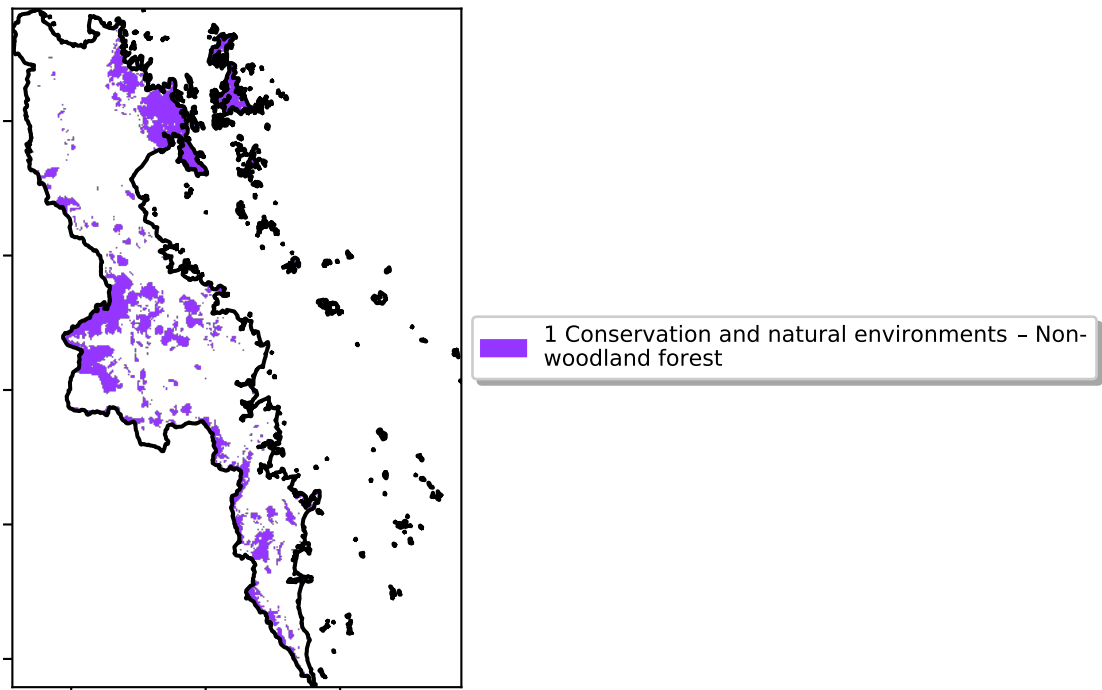 1 Conservation and natural environments – Non-
woodland forest